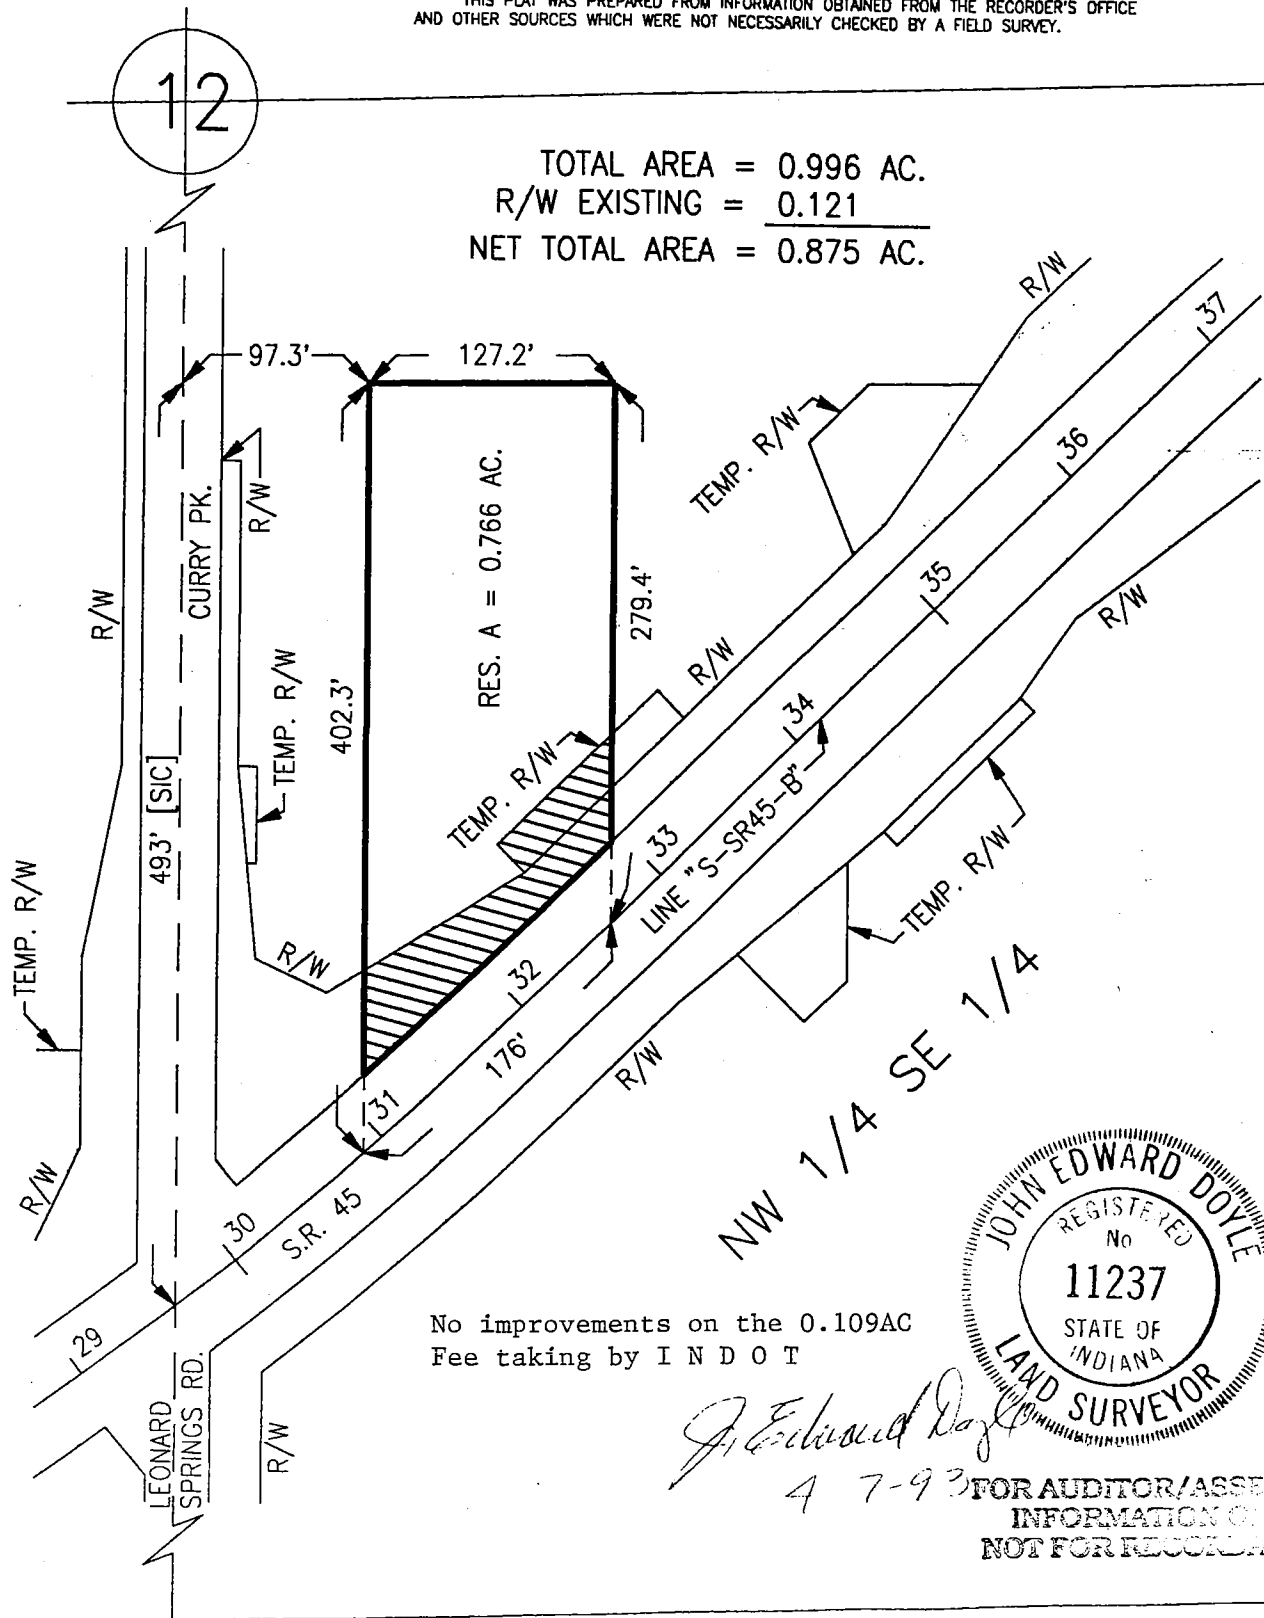 THIS PLAT WAS PREPARED FROM INFORMATION OBTAINED FROM THE RECORDER'S OFFICE
AND OTHER SOURCES WHICH WERE NOT NECESSARILY CHECKED BY A FIELD SURVEY.
12
TOTAL AREA = 0.996 AC.
R/W EXISTING = 0.121
NET TOTAL AREA = 0.875 AC.
R/W
37
97.3'
127.2'
TEMP. R/W
36
R/W
CURRY PK.
RES. A = 0.766 AC.
279.4'
35
R/W
R/W
R/W
TEMP. R/W
402.3'
34
TEMP. R/W
493' [SIC]
33
LINE "S-SR45-B"
TEMP. R/W
TEMP. R/W
R/W
32
176'
R/W
NW 1/4 SE 1/4
31
R/W
30
S.R. 45
29
LEONARD
SPRINGS RD.
R/W
No improvements on the 0.109AC
Fee taking by I N D O T
JOHN EDWARD DOYLE
REGISTERED
No
11237
STATE OF
INDIANA
LAND SURVEYOR
J. Edward Doyle
4 7-93
FOR AUDITOR/ASSE
INFORMATION O
NOT FOR